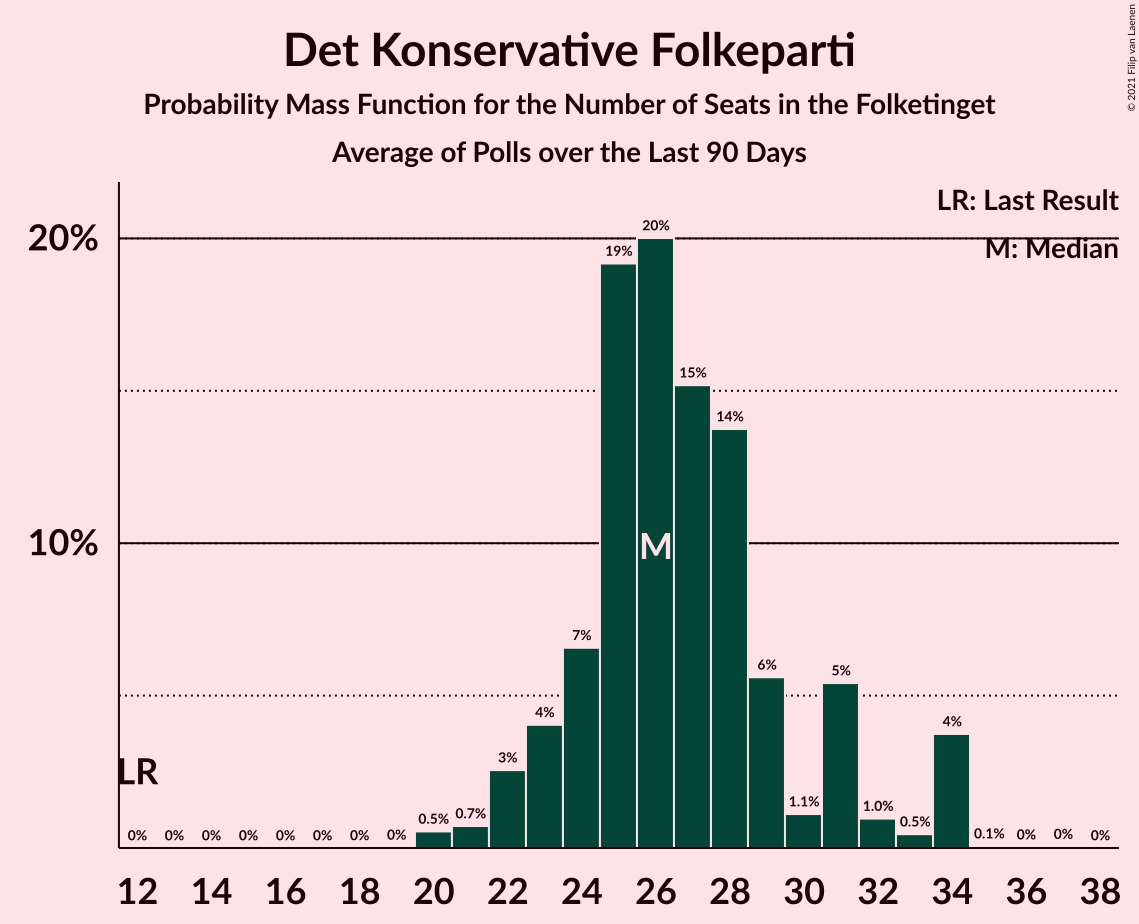 Det Konservative Folkeparti
Probability Mass Function for the Number of Seats in the Folketinget
Average of Polls over the Last 90 Days
© 2021 Filip van Laenen
LR: Last Result
M: Median
20%
10%
LR
M
0% 0% 0% 0% 0% 0% 0% 0% 0.5% 0.7% 3% 4% 7% 19% 20% 15% 14% 6% 1.1% 5% 1.0% 0.5% 4% 0.1% 0% 0% 0%
12 14 16 18 20 22 24 26 28 30 32 34 36 38